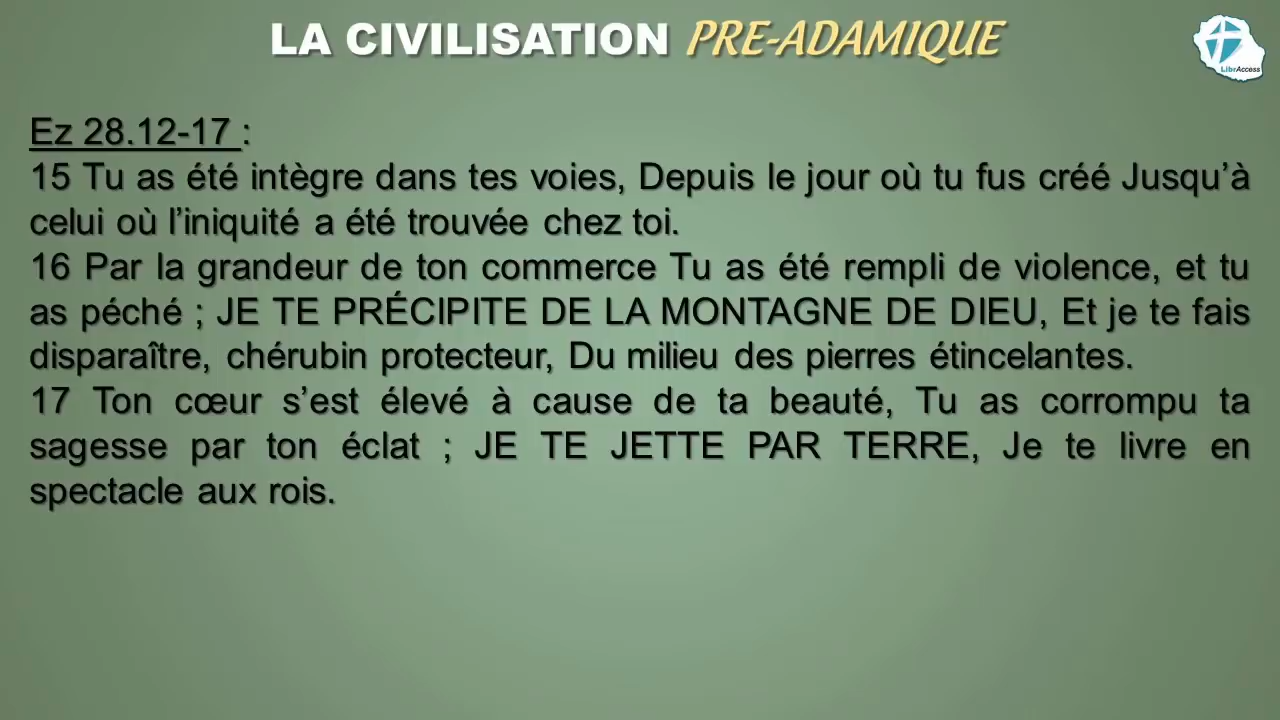 LA CIVILISATION PRE-ADAMIQUE
LibrAccess
Ez 28.12-17 :
15 Tu as été intègre dans tes voies, Depuis le jour où tu fus créé Jusqu’à
celui où l’iniquité a été trouvée chez toi.
16 Par la grandeur de ton commerce Tu as été rempli de violence, et tu
as péché ; JE TE PRÉCIPITE DE LA MONTAGNE DE DIEU, Et je te fais
disparaître, chérubin protecteur, Du milieu des pierres étincelantes.
17 Ton cœur s’est élevé à cause de ta beauté, Tu as corrompu ta
sagesse par ton éclat ; JE TE JETTE PAR TERRE, Je te livre en
spectacle aux rois.